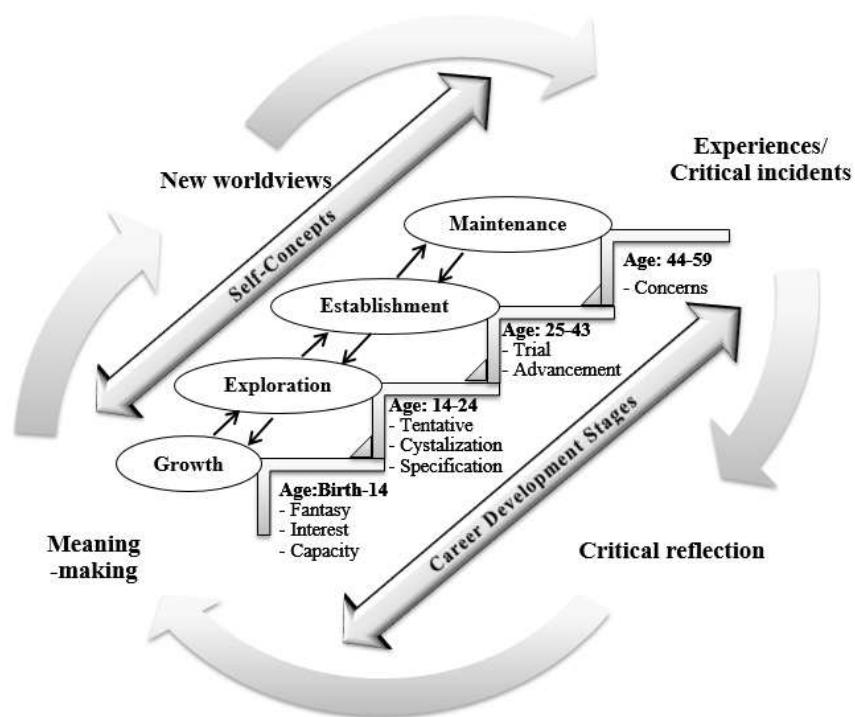 Experiences/
Critical incidents
New worldviews
Self-Concepts
Maintenance
Age: 44-59
- Concerns
Establishment
Age: 25-43
- Trial
- Advancement
Exploration
Age: 14-24
- Tentative
- Cystalization
- Specification
Growth
Age:Birth-14
- Fantasy
- Interest
- Capacity
Career Development Stages
Meaning
-making
Critical reflection